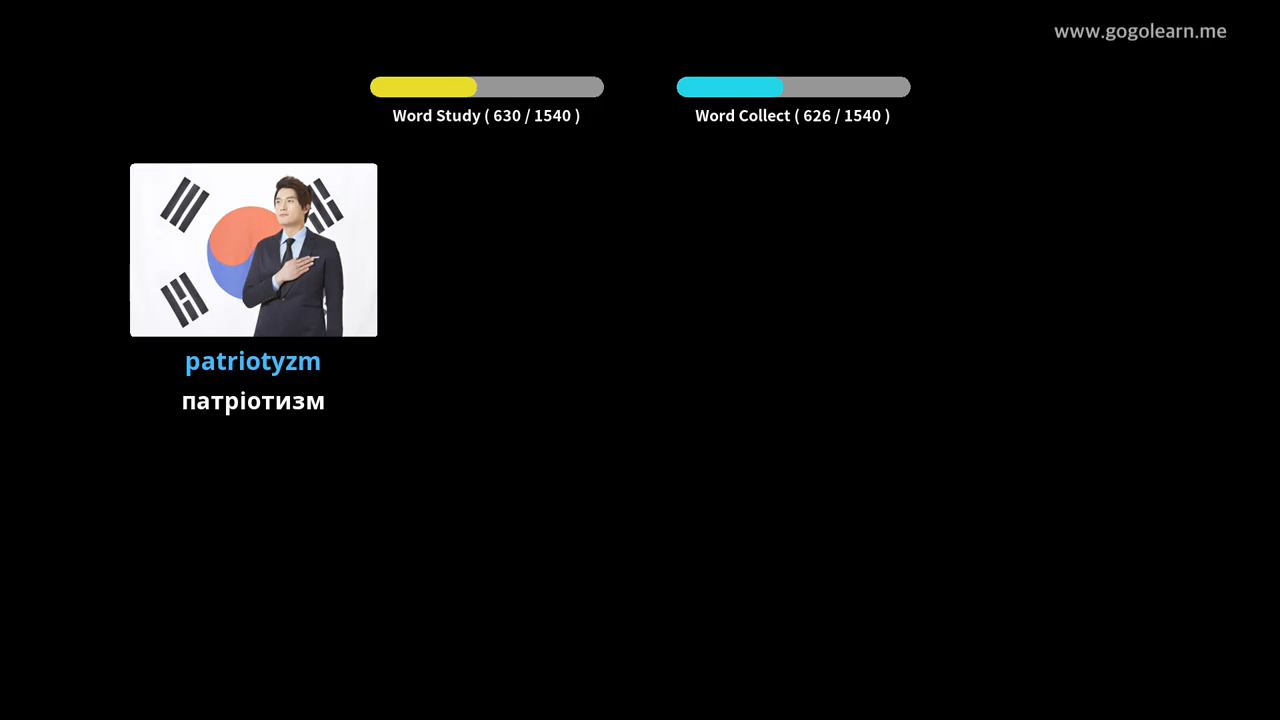 www.gogolearn.me
Word Study ( 630 / 1540 )
Word Collect ( 626 / 1540 )
patriotyzm
патріотизм